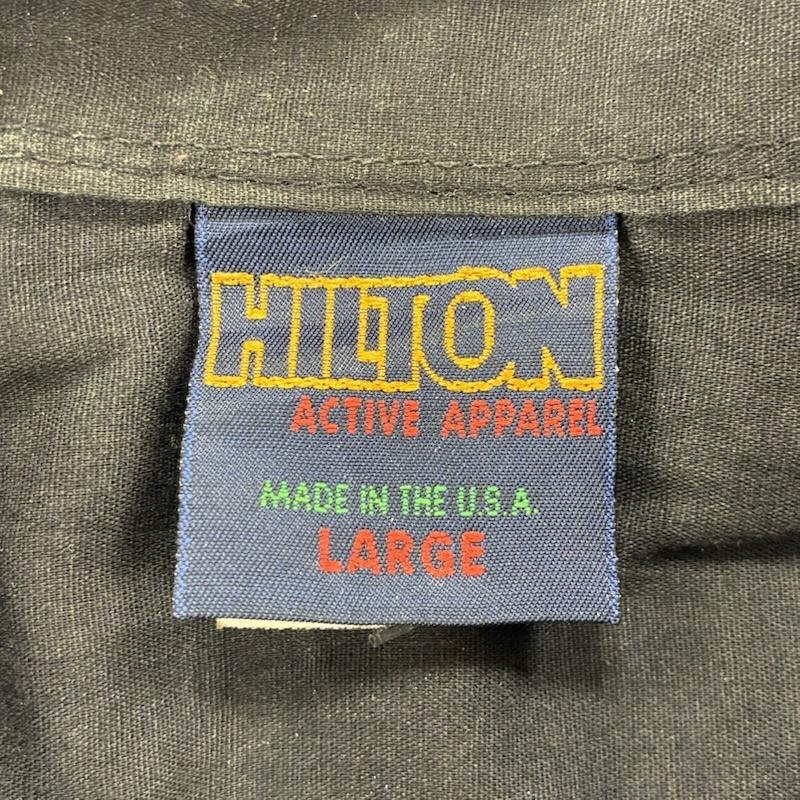 HILTON
ACTIVE APPAREL
MADE IN THE U.S.A.
LARGE